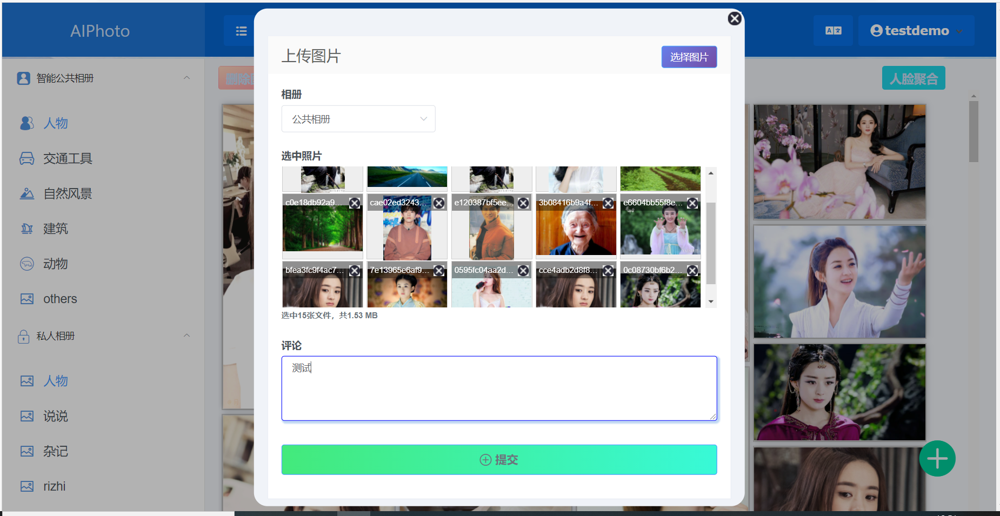 AIPhoto
testdemo
智能公共相册
人物
交通工具
自然风景
建筑
动物
others
私人相册
人物
说说
杂记
rizhi
删除
人脸聚合
上传图片
选择图片
相册
公共相册
选中照片
c0e18db92a9...
cae02ed3243...
e120387bf5ee...
3b08416b9a4f...
e6604bb55f8e...
bfea3fc9f4ac7...
7e13965e6af9...
0595fc04aa2d...
cce4adb2d8f8...
0c08730bf6b2...
选中15张文件，共1.53 MB
评论
测试
提交